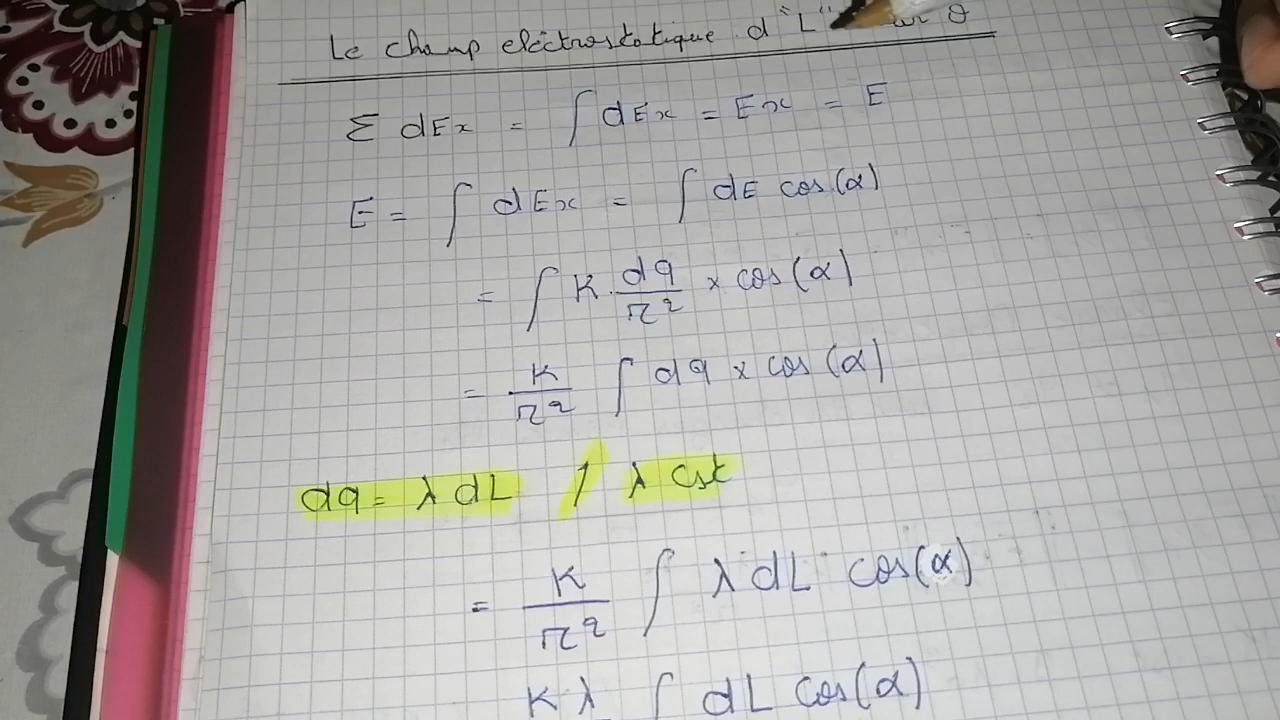 Le champ eléctrostatique d "L" θ
Σ dEx = ∫ dEx = Ex = E
E = ∫ dEx = ∫ dE cos(α)
= ∫ K · dq/r² × cos(α)
= K/r² ∫ dq × cos(α)
dq = λ dL / λ Cst
= K/r² ∫ λ dL cos(α)
Kλ ∫ dL cos(α)